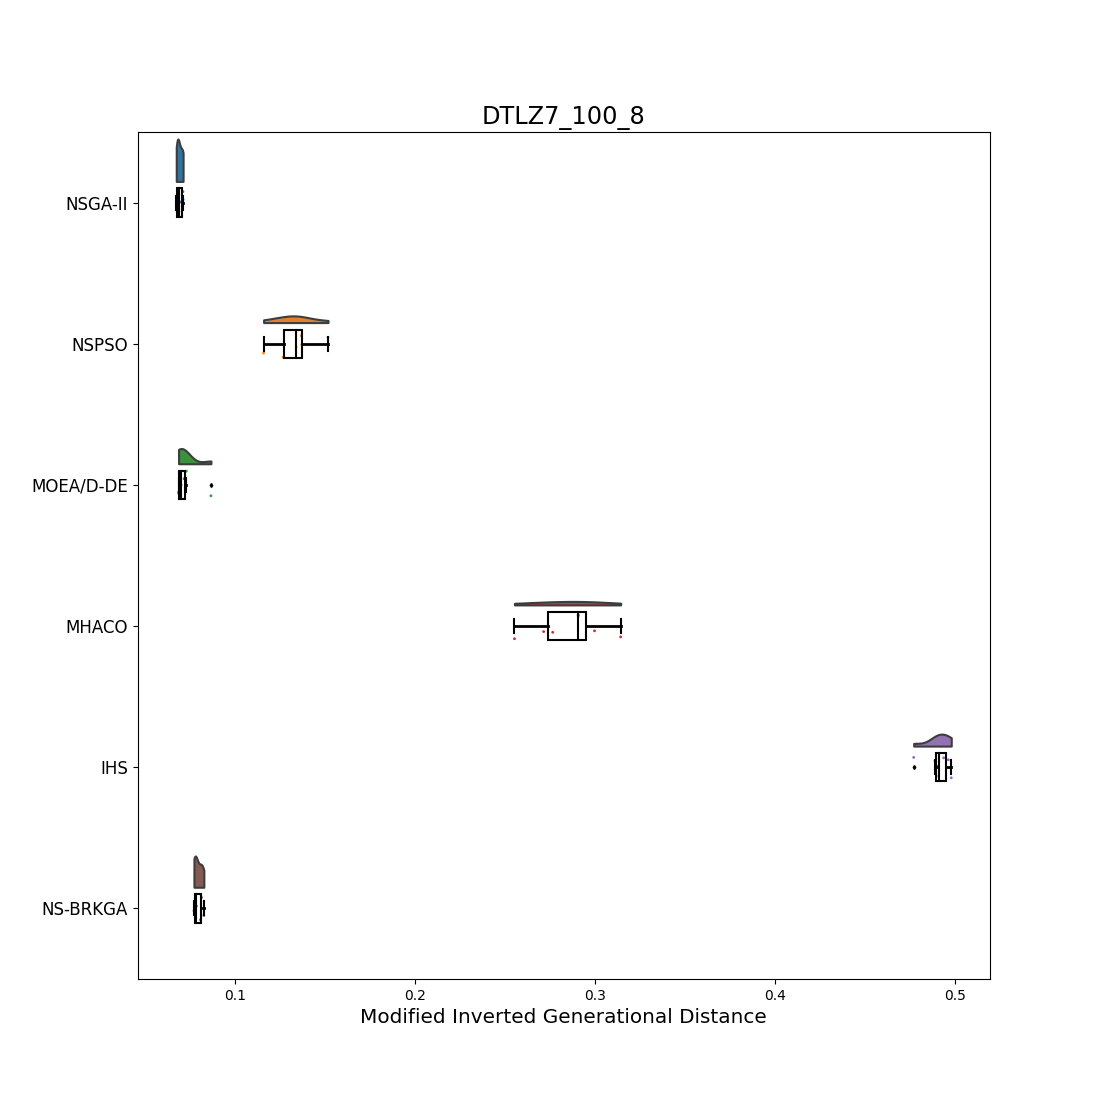 DTLZ7_100_8
NSGA-II
NSPSO
MOEA/D-DE
MHACO
IHS
NS-BRKGA
0.1 0.2 0.3 0.4 0.5
Modified Inverted Generational Distance